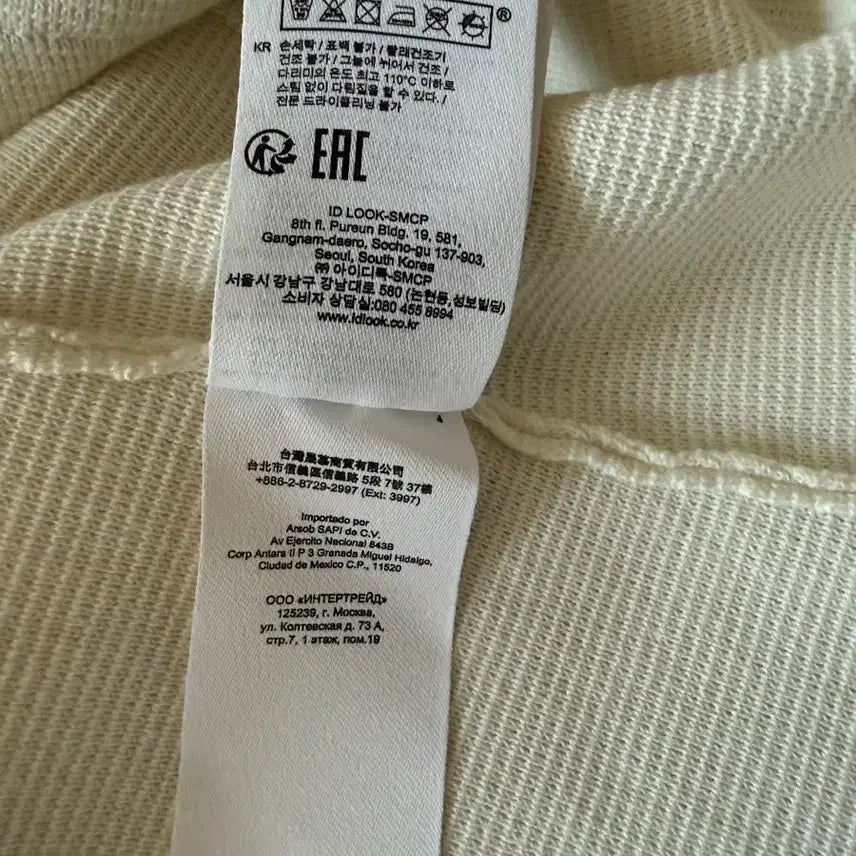 ®
KR 손세탁 / 표백 불가 / 빨래건조기
건조 불가 / 그늘에 뉘어서 건조 /
다리미의 온도 최고 110°C 이하로
스팀 없이 다림질을 할 수 있다. /
전문 드라이클리닝 불가
EAC
ID LOOK-SMCP
8th fl. Pureun Bldg. 19, 581,
Gangnam-daero, Socho-gu 137-903,
Seoul, South Korea
㈜ 아이디룩-SMCP
서울시 강남구 강남대로 580 (논현동,성보빌딩)
소비자 상담실:080 455 8994
www.idlook.co.kr
4
台灣晟碁商貿有限公司
台北市信義區信義路 5段 7號 37樓
+886-2-8729-2997 (Ext: 3997)
Importado por
Arsob SAPI de C.V.
Av Ejercito Nacional 843B
Corp Antara II P 3 Granada Miguel Hidalgo,
Ciudad de Mexico C.P., 11520
ООО «ИНТЕРТРЕЙД»
125239, г. Москва,
ул. Коптевская д. 73 А,
стр.7, 1 этаж, пом.19